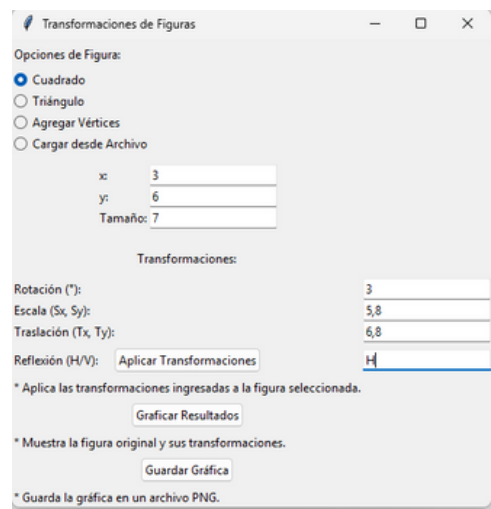 Transformaciones de Figuras
Opciones de Figura:
Cuadrado
Triángulo
Agregar Vértices
Cargar desde Archivo
x: 3
y: 6
Tamaño: 7
Transformaciones:
Rotación (°): 3
Escala (Sx, Sy): 5,8
Traslación (Tx, Ty): 6,8
Reflexión (H/V): Aplicar Transformaciones H
* Aplica las transformaciones ingresadas a la figura seleccionada.
Graficar Resultados
* Muestra la figura original y sus transformaciones.
Guardar Gráfica
* Guarda la gráfica en un archivo PNG.